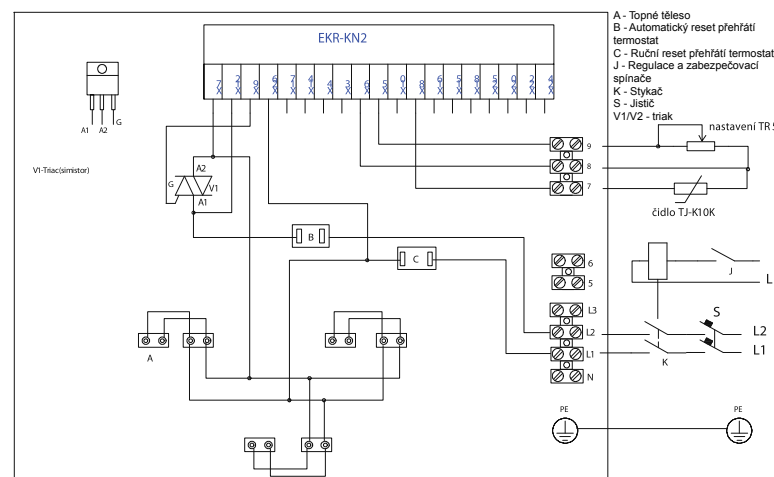 EKR-KN2
A - Topné těleso
B - Automatický reset přehřátí
termostat
C - Ruční reset přehřátí termostat
J - Regulace a zabezpečovací
spínače
K - Stykač
S - Jistič
V1/V2 - triak
A1 A2 G
V1-Triac(simistor)
A2
G
V1
A1
9
8
7
nastavení TR 5
čidlo TJ-K10K
B
C
6
5
J
L
L3
L2
L1
N
S
L2
L1
K
A
PE
PE